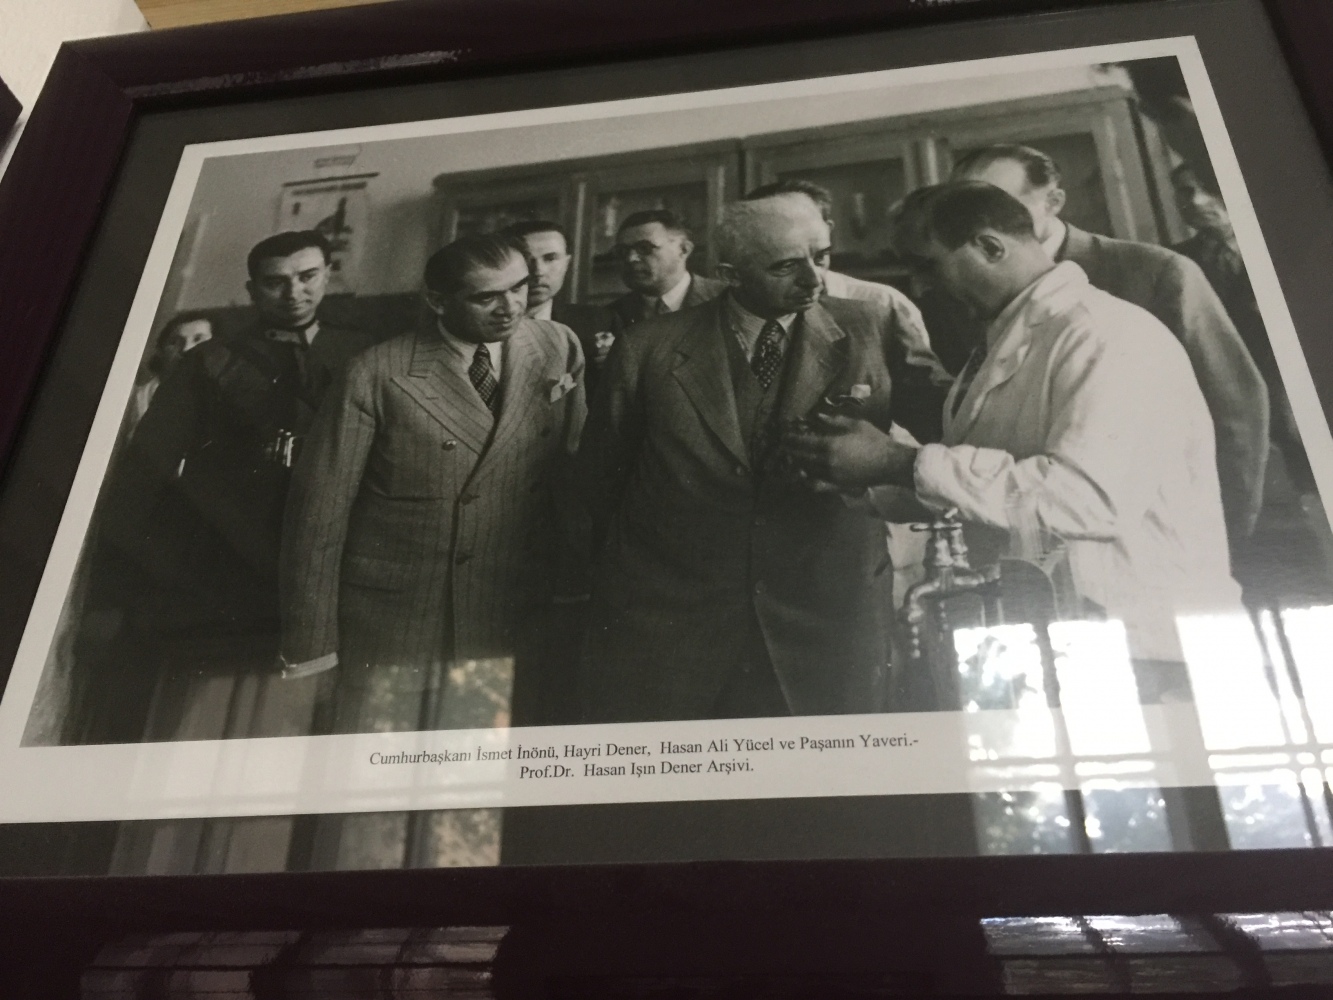 Cumhurbaşkanı İsmet İnönü, Hayri Dener, Hasan Ali Yücel ve Paşanın Yaveri.-
Prof.Dr. Hasan Işın Dener Arşivi.